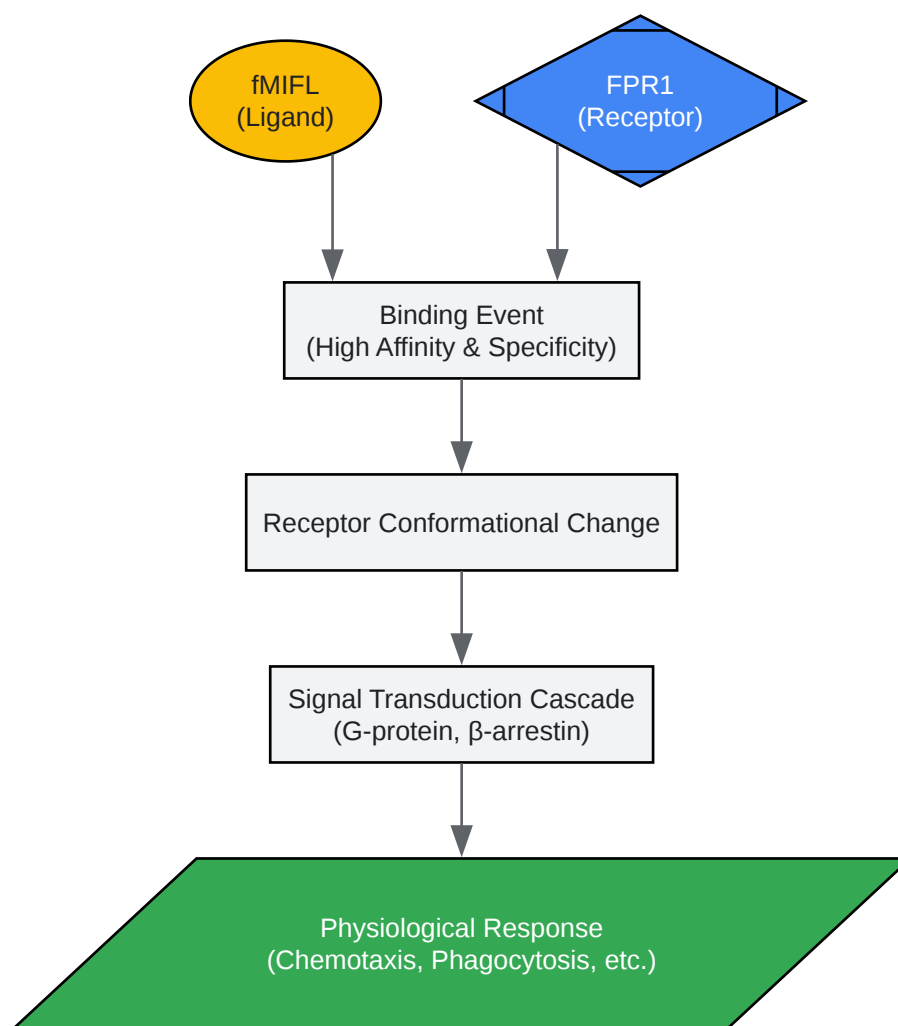 fMIFL
(Ligand)
FPR1
(Receptor)
Binding Event
(High Affinity & Specificity)
Receptor Conformational Change
Signal Transduction Cascade
(G-protein, β-arrestin)
Physiological Response
(Chemotaxis, Phagocytosis, etc.)